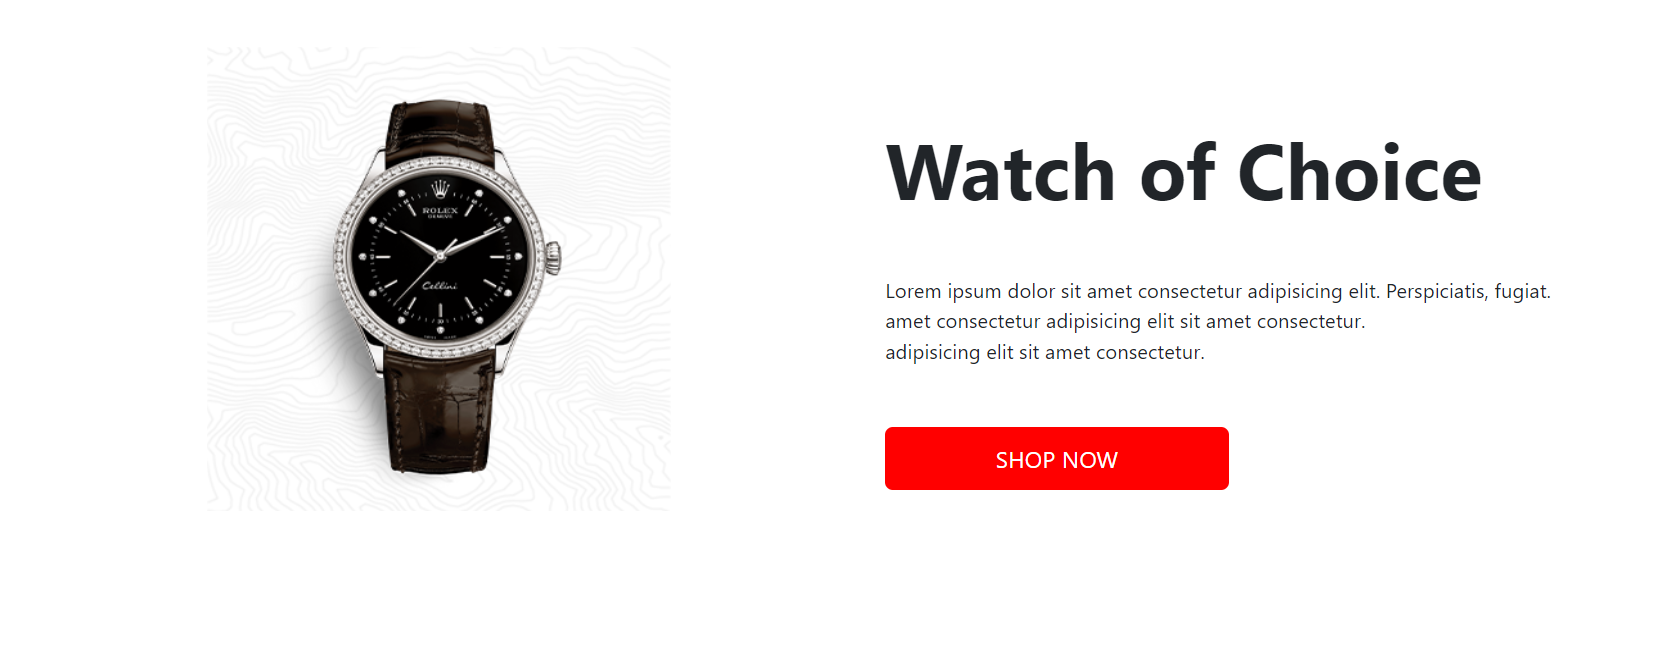 ROLEX
GENEVE
Cellini
Watch of Choice
Lorem ipsum dolor sit amet consectetur adipisicing elit. Perspiciatis, fugiat.
amet consectetur adipisicing elit sit amet consectetur.
adipisicing elit sit amet consectetur.
SHOP NOW